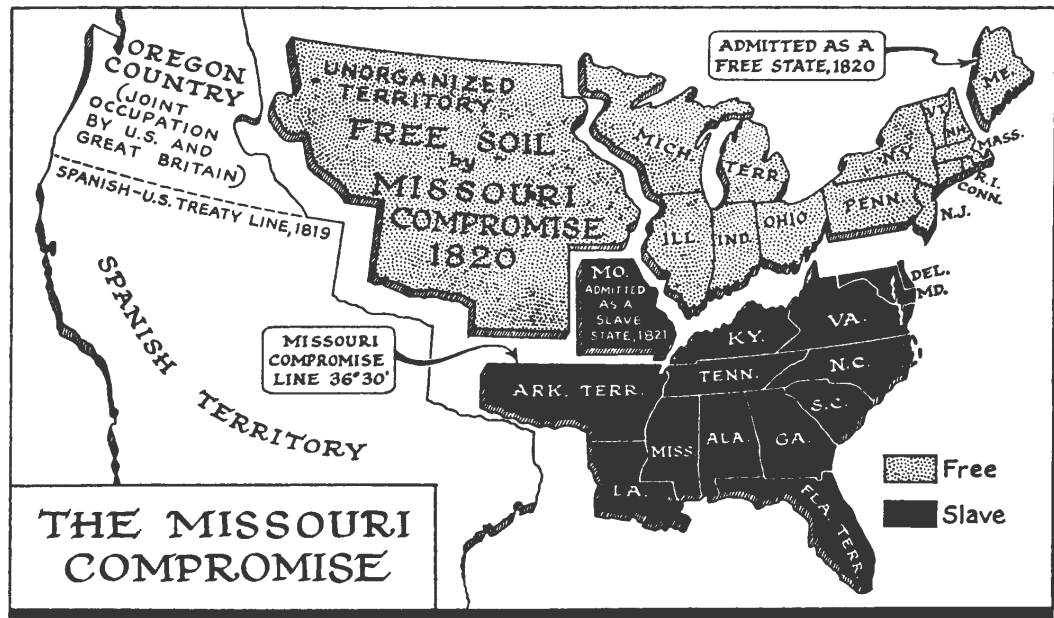 OREGON
COUNTRY
(JOINT
OCCUPATION
BY U.S. AND
GREAT BRITAIN)
SPANISH-U.S. TREATY LINE, 1819
SPANISH
TERRITORY
UNORGANIZED
TERRITORY
FREE SOIL
by
MISSOURI
COMPROMISE
1820
ADMITTED AS A
FREE STATE, 1820
ME.
VT.
N.H.
MASS.
R.I.
CONN.
N.Y.
N.J.
PENN.
MICH.
TERR.
ILL.
IND.
OHIO
MO.
ADMITTED
AS A
SLAVE
STATE, 1821
DEL.
MD.
VA.
KY.
MISSOURI
COMPROMISE
LINE 36°30'
ARK. TERR.
TENN.
N.C.
S.C.
MISS.
ALA.
GA.
LA.
FLA. TERR.
Free
Slave
THE MISSOURI
COMPROMISE